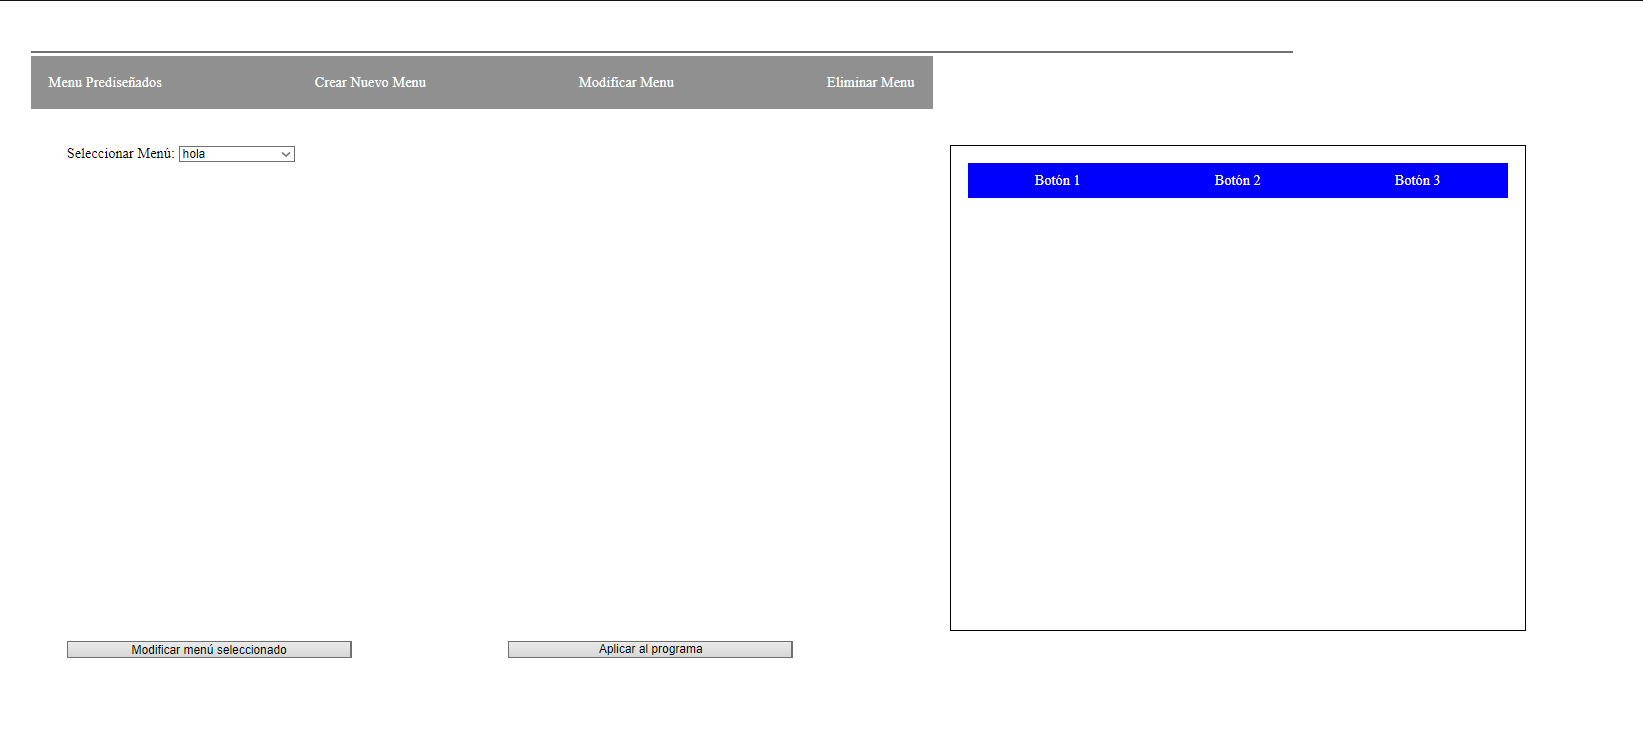 Menu Prediseñados Crear Nuevo Menu Modificar Menu Eliminar Menu
Seleccionar Menú: hola
Botón 1 Botón 2 Botón 3
Modificar menú seleccionado Aplicar al programa